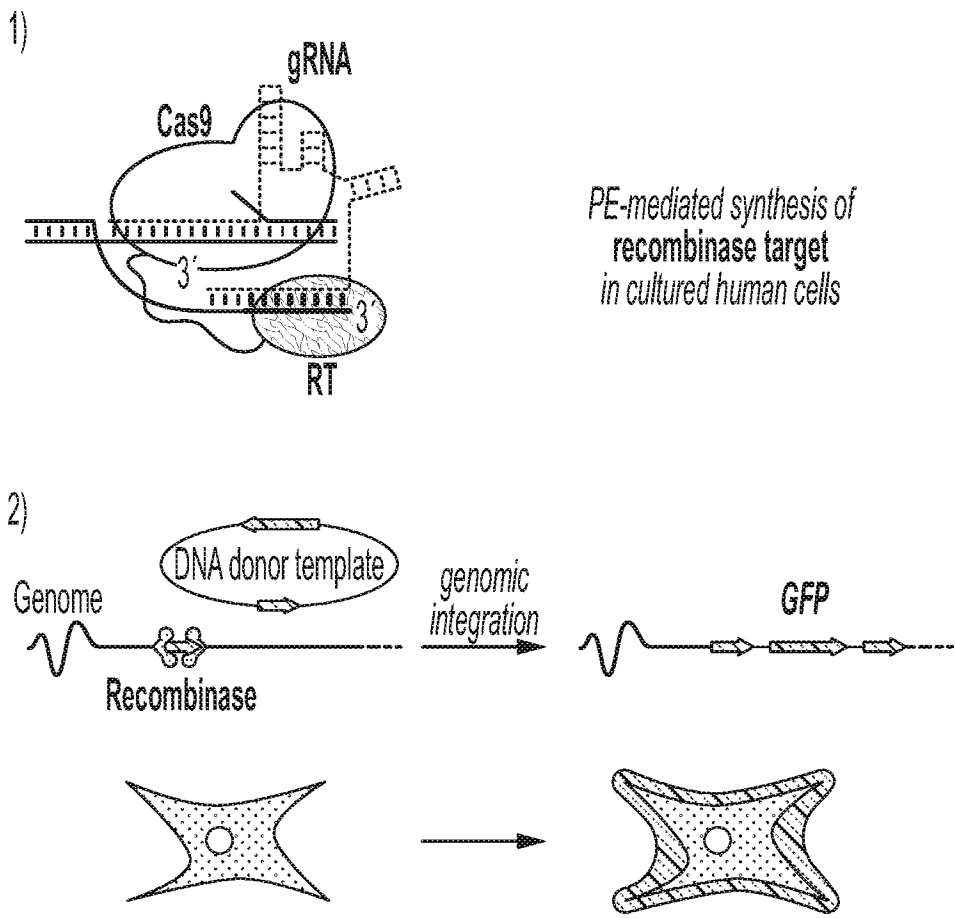 1)
gRNA
Cas9
3´
3´
RT
PE-mediated synthesis of
recombinase target
in cultured human cells
2)
DNA donor template
Genome
Recombinase
genomic
integration
GFP